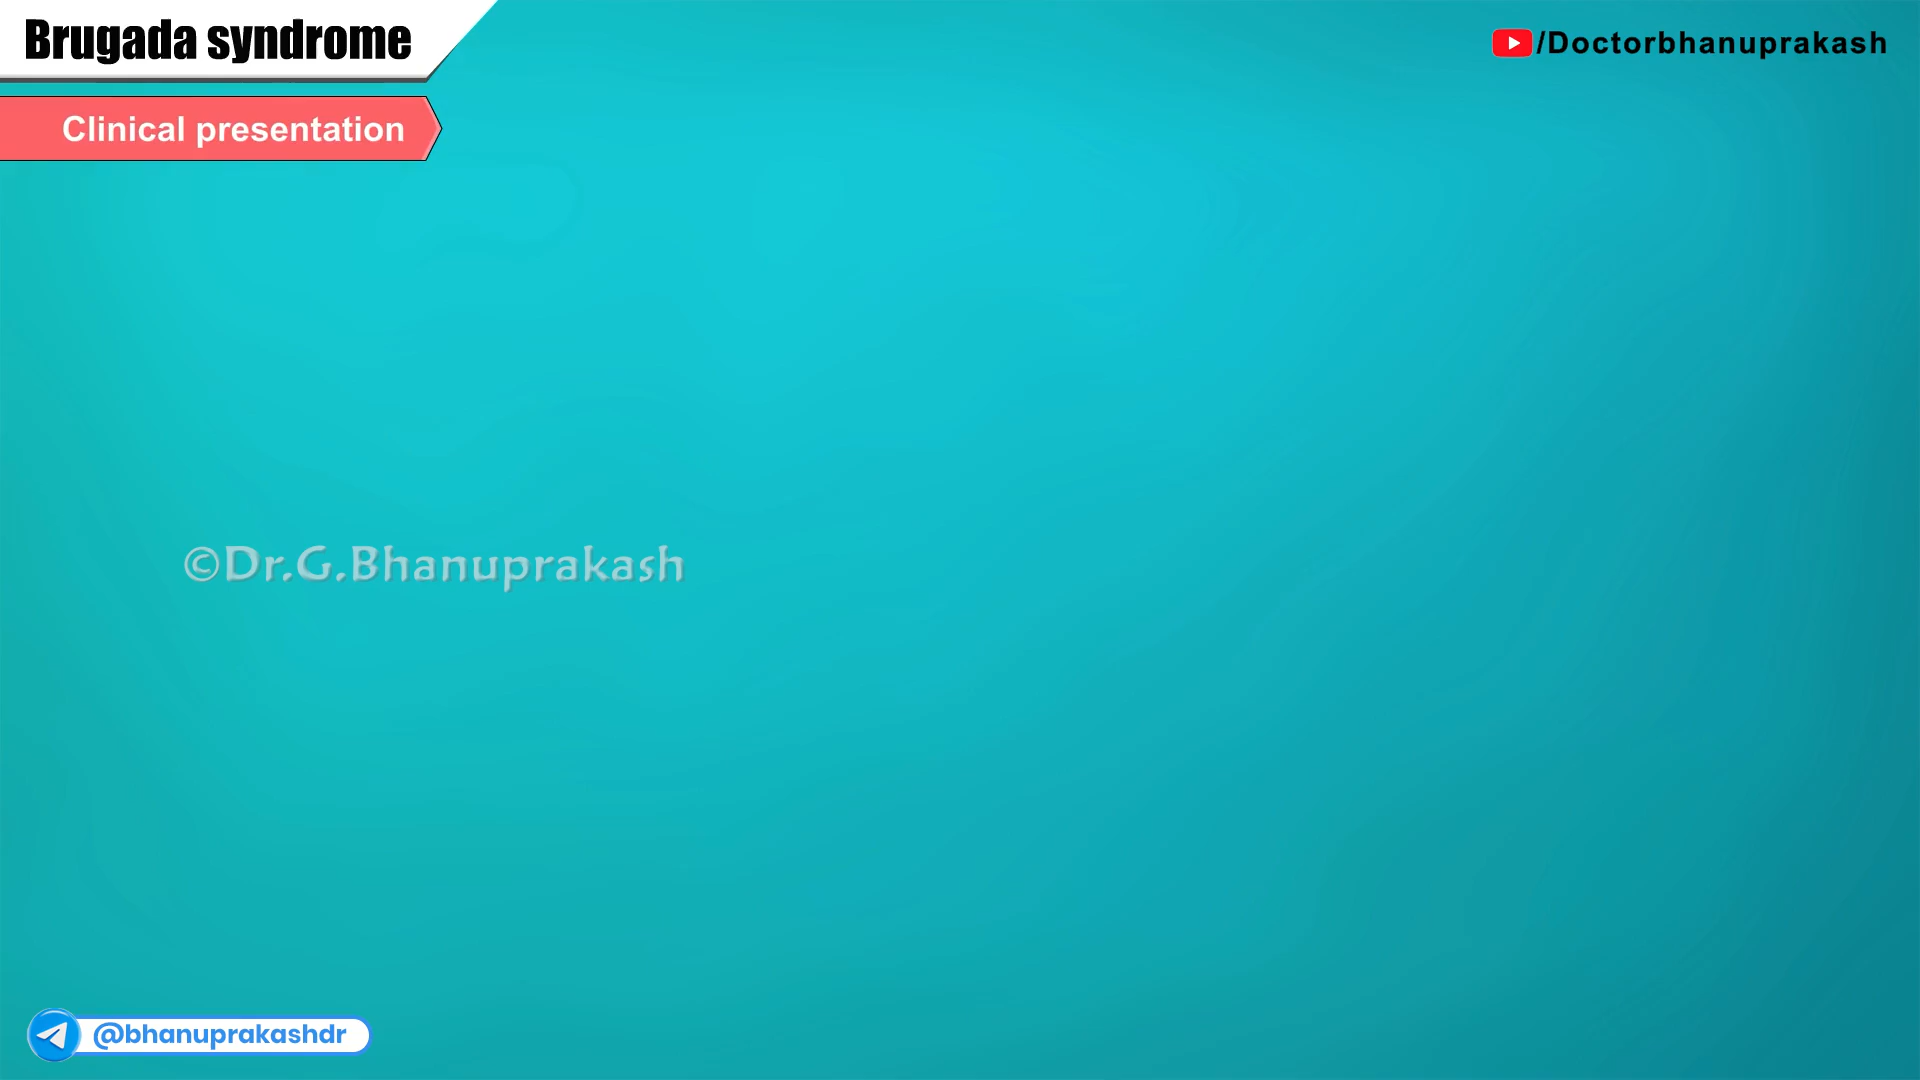 Brugada syndrome
/Doctorbhanuprakash
Clinical presentation
©Dr.G.Bhanuprakash
@bhanuprakashdr